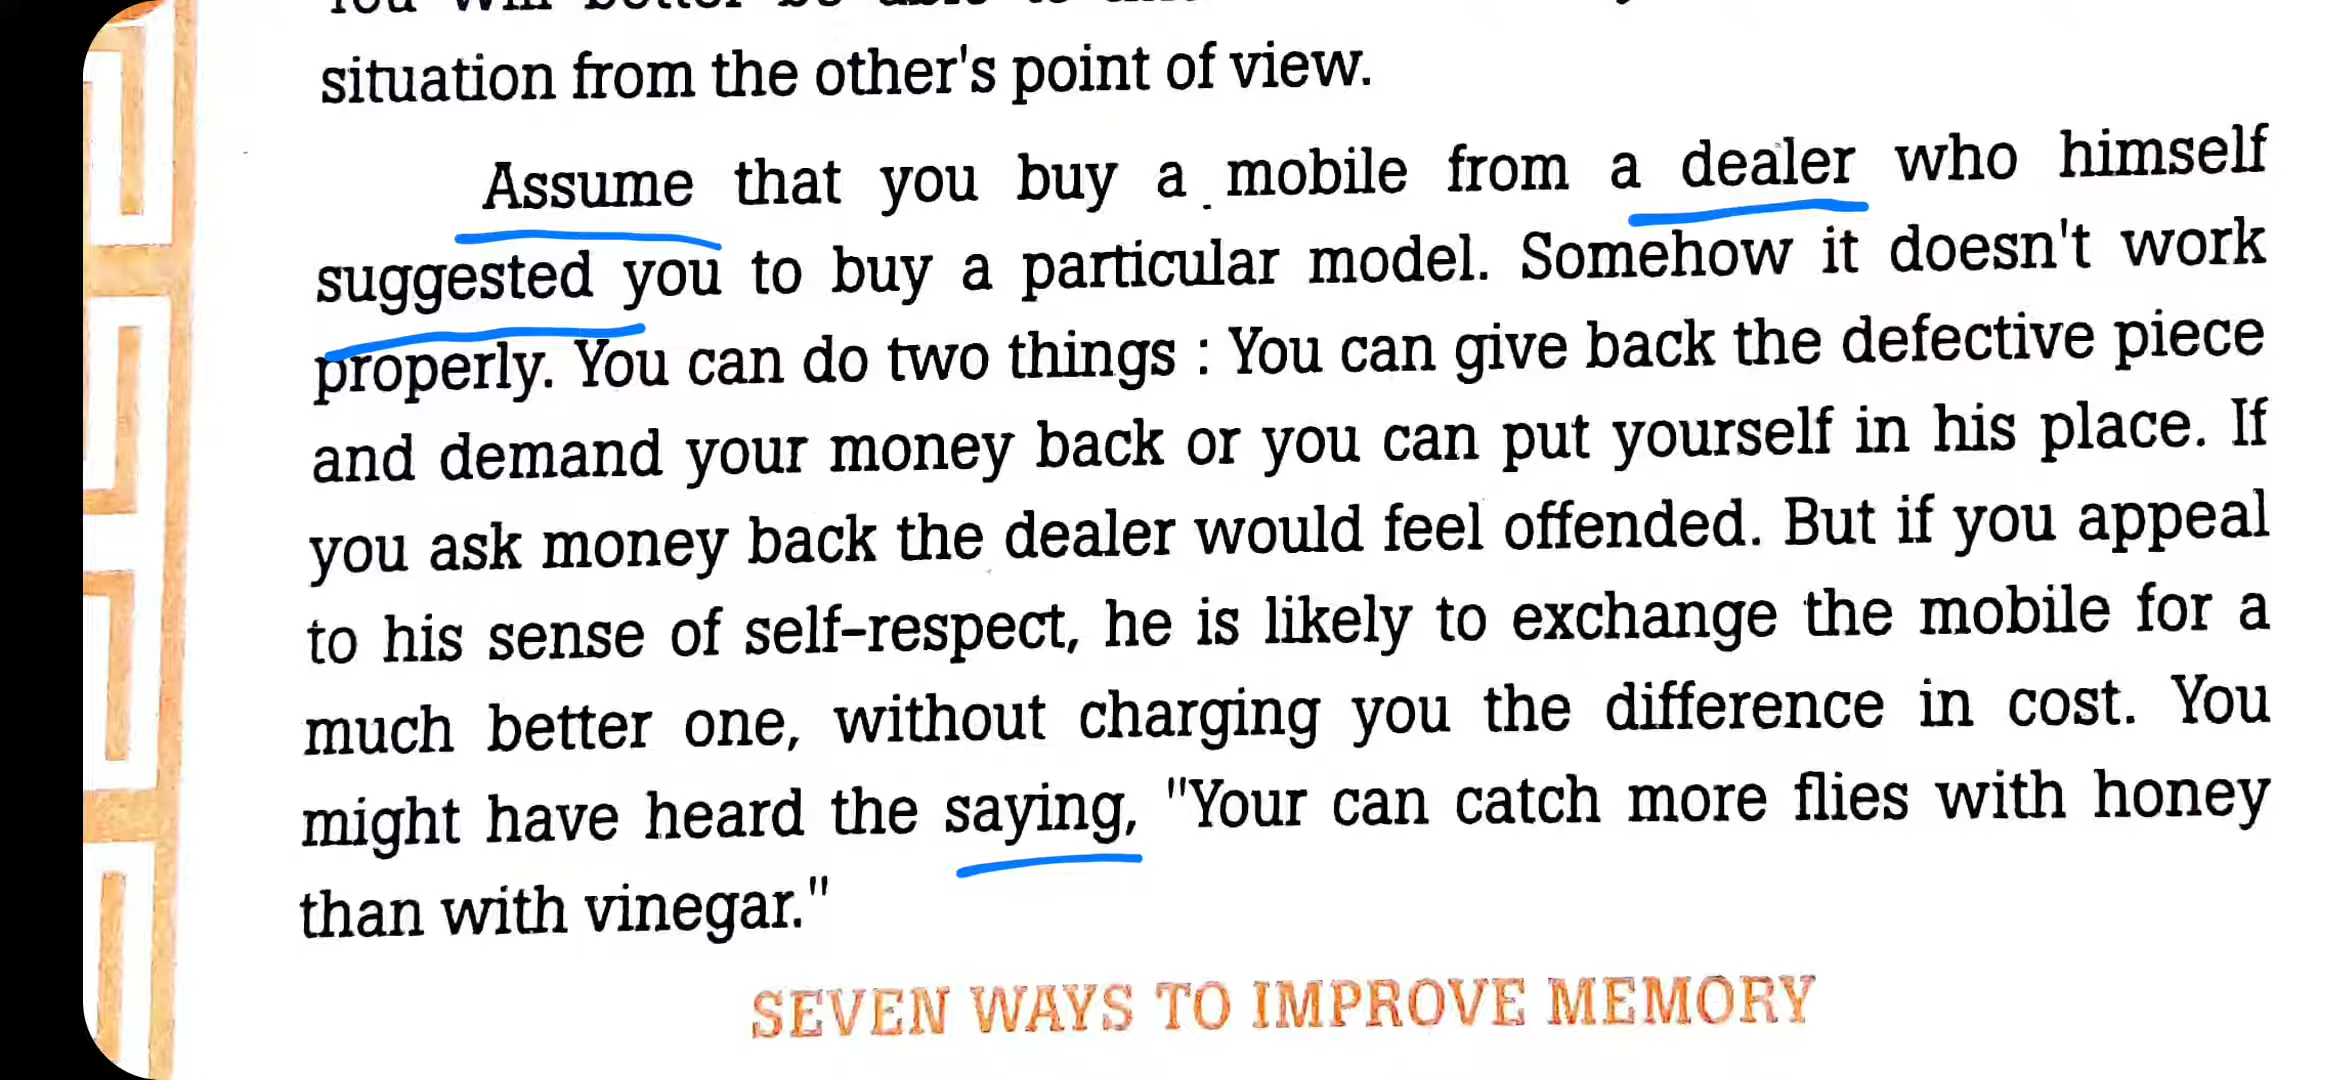 situation from the other's point of view.
Assume that you buy a mobile from a dealer who himself
suggested you to buy a particular model. Somehow it doesn't work
properly. You can do two things : You can give back the defective piece
and demand your money back or you can put yourself in his place. If
you ask money back the dealer would feel offended. But if you appeal
to his sense of self-respect, he is likely to exchange the mobile for a
much better one, without charging you the difference in cost. You
might have heard the saying, "Your can catch more flies with honey
than with vinegar."
SEVEN WAYS TO IMPROVE MEMORY